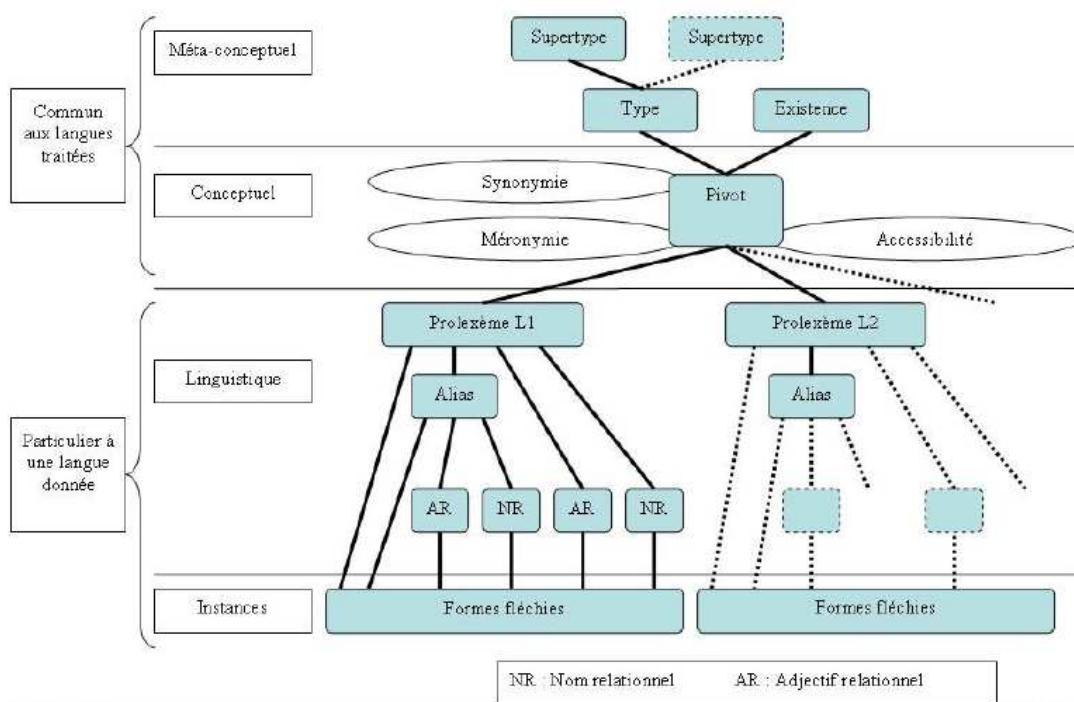 Supertype
Supertype
Méta-conceptuel
Type
Existence
Commun
aux langues
traitées
Conceptuel
Synonymie
Pivot
Méronymie
Accessibilité
Prolexème L1
Prolexème L2
Linguistique
Alias
Alias
Particulier à
une langue
donnée
AR
NR
AR
NR
Instances
Formes fléchies
Formes fléchies
NR : Nom relationnel
AR : Adjectif relationnel